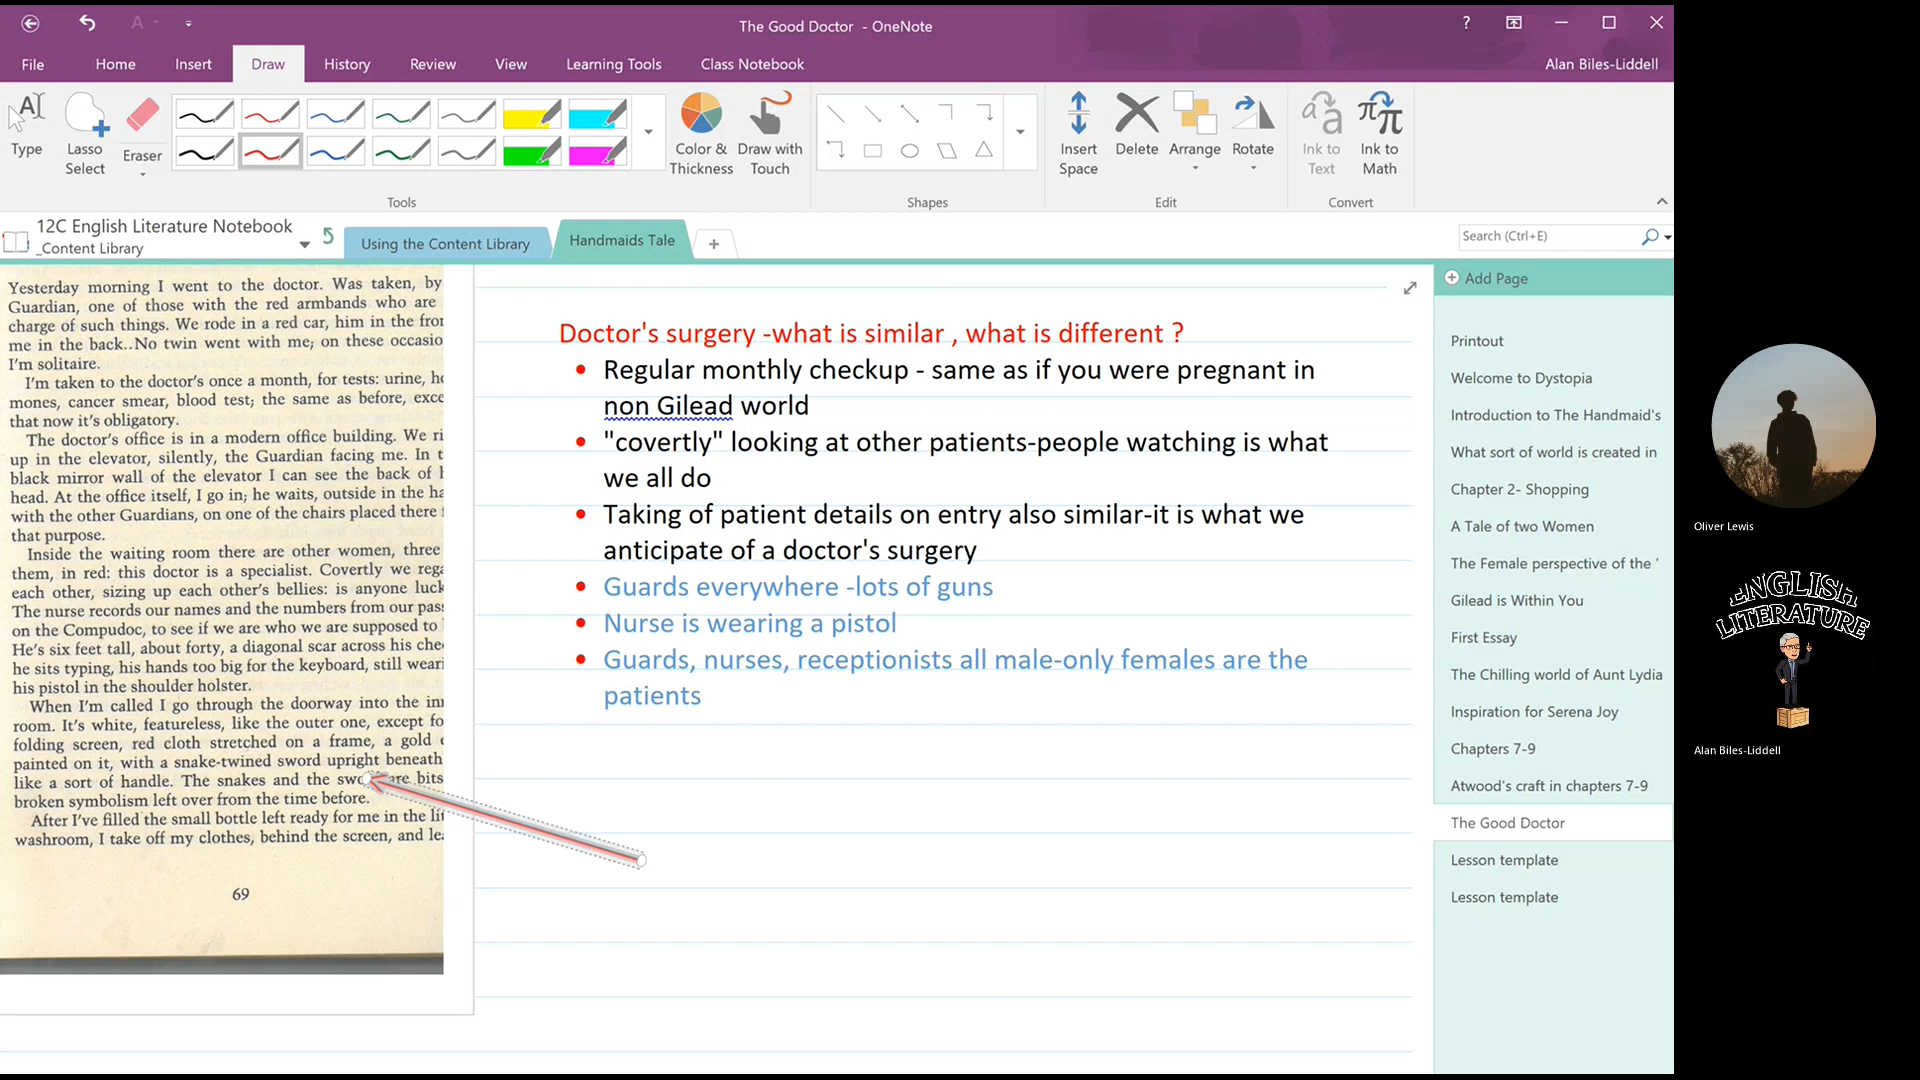 The Good Doctor - OneNote
?
File Home Insert Draw History Review View Learning Tools Class Notebook Alan Biles-Liddell
Type
Lasso Select
Eraser
Color & Thickness
Draw with Touch
Insert Space
Delete
Arrange
Rotate
Ink to Text
Ink to Math
Tools
Shapes
Edit
Convert
12C English Literature Notebook
_Content Library
Using the Content Library
Handmaids Tale
Search (Ctrl+E)
Yesterday morning I went to the doctor. Was taken, by
Guardian, one of those with the red armbands who are
charge of such things. We rode in a red car, him in the
me in the back..No twin went with me; on these
I'm solitaire.
I'm taken to the doctor's once a month, for tests: urine,
mones, cancer smear, blood test; the same as before,
that now it's obligatory.
The doctor's office is in a modern office building. We
up in the elevator, silently, the Guardian facing me. In
black mirror wall of the elevator I can see the back of
head. At the office itself, I go in; he waits, outside in the
with the other Guardians, on one of the chairs placed there
that purpose.
Inside the waiting room there are other women, three
them, in red: this doctor is a specialist. Covertly we
each other, sizing up each other's bellies: is anyone
The nurse records our names and the numbers from our
on the Compudoc, to see if we are who we are supposed to
He's six feet tall, about forty, a diagonal scar across his
he sits typing, his hands too big for the keyboard, still
his pistol in the shoulder holster.
When I'm called I go through the doorway into the
room. It's white, featureless, like the outer one, except
folding screen, red cloth stretched on a frame, a gold
painted on it, with a snake-twined sword upright beneath
like a sort of handle. The snakes and the are bits
broken symbolism left over from the time before.
After I've filled the small bottle left ready for me in the
washroom, I take off my clothes, behind the screen, and
69
Doctor's surgery -what is similar , what is different ?
• Regular monthly checkup - same as if you were pregnant in
non Gilead world
• "covertly" looking at other patients-people watching is what
we all do
• Taking of patient details on entry also similar-it is what we
anticipate of a doctor's surgery
• Guards everywhere -lots of guns
• Nurse is wearing a pistol
• Guards, nurses, receptionists all male-only females are the
patients
Add Page
Printout
Welcome to Dystopia
Introduction to The Handmaid's
What sort of world is created in
Chapter 2- Shopping
A Tale of two Women
The Female perspective of the '
Gilead is Within You
First Essay
The Chilling world of Aunt Lydia
Inspiration for Serena Joy
Chapters 7-9
Atwood's craft in chapters 7-9
The Good Doctor
Lesson template
Lesson template
Oliver Lewis
ENGLISH
LITERATURE
Alan Biles-Liddell